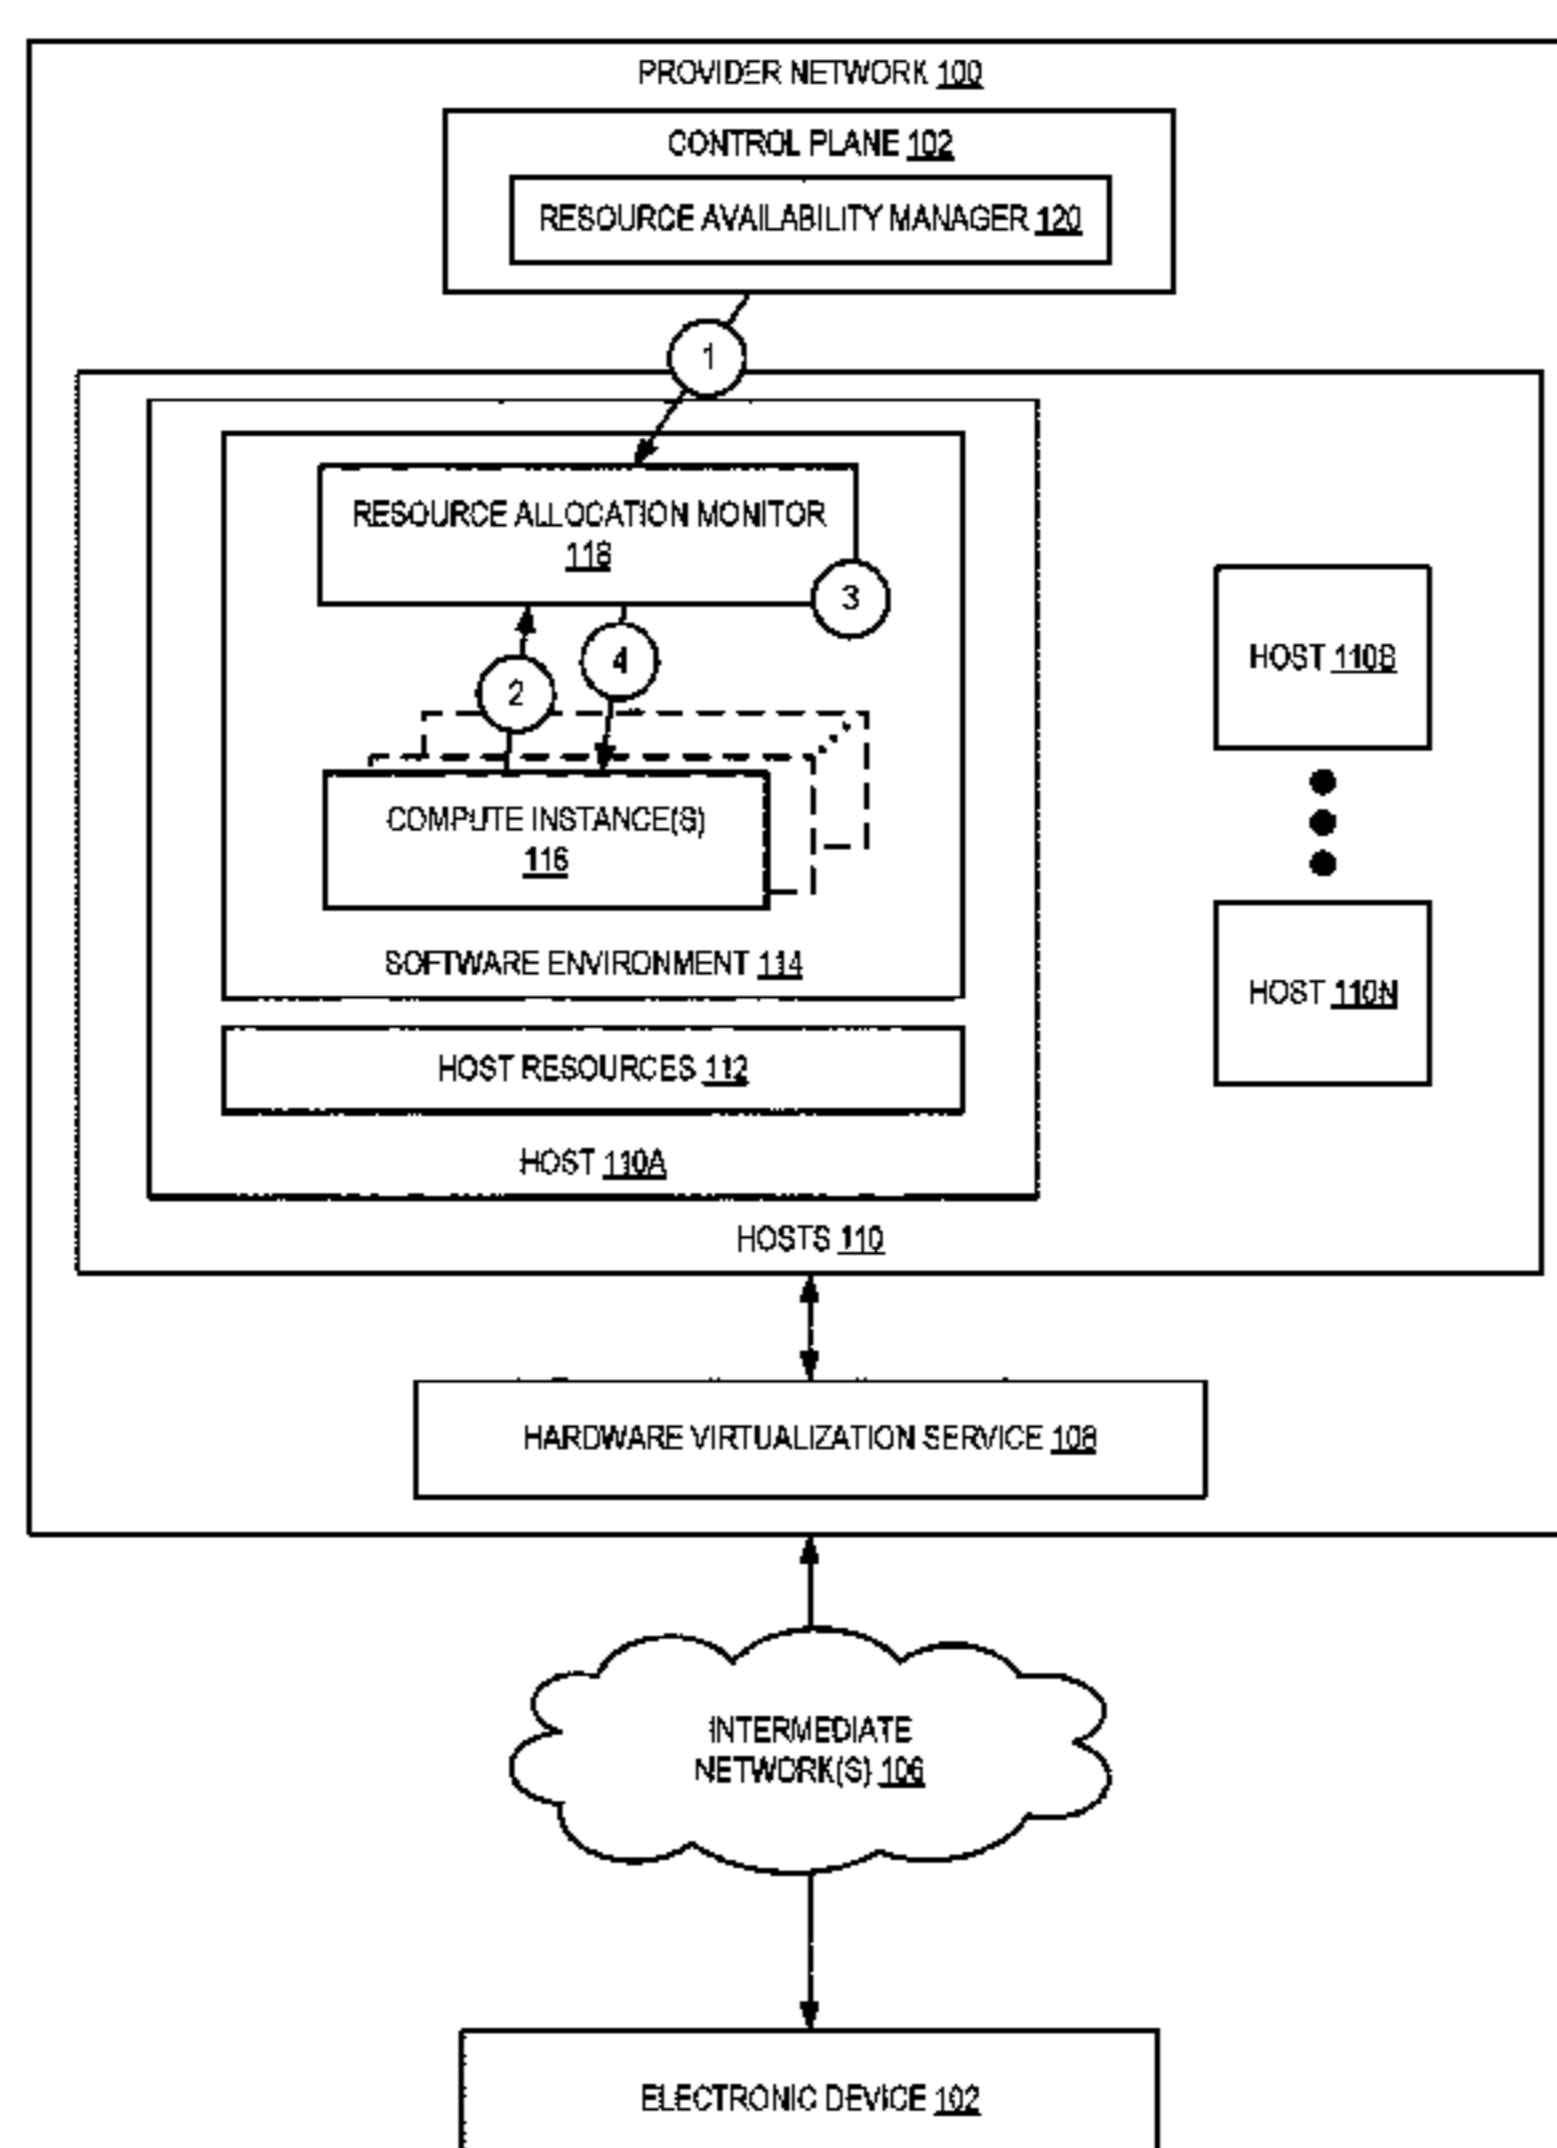 PROVIDER NETWORK 100
CONTROL PLANE 102
RESOURCE AVAILABILITY MANAGER 120
1
RESOURCE ALLOCATION MONITOR
118
3
2
4
HOST 110B
COMPUTE INSTANCE(S)
116
SOFTWARE ENVIRONMENT 114
HOST 110N
HOST RESOURCES 112
HOST 110A
HOSTS 110
HARDWARE VIRTUALIZATION SERVICE 108
INTERMEDIATE
NETWORK(S) 106
ELECTRONIC DEVICE 102